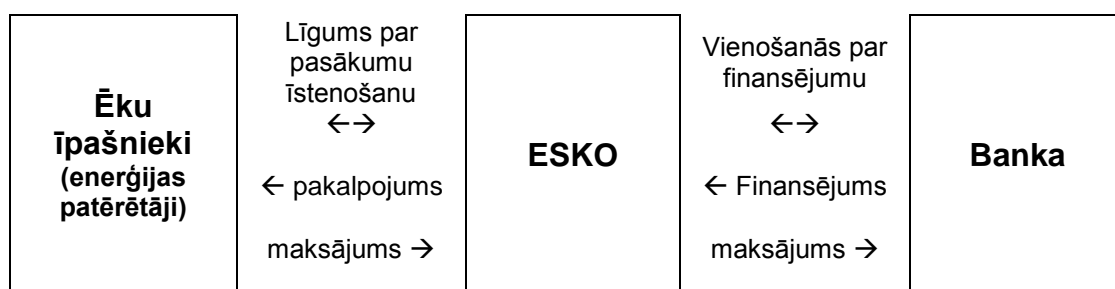 Ēku
īpašnieki
(enerģijas
patērētāji)
Līgums par
pasākumu
īstenošanu
←→
← pakalpojums
maksājums →
ESKO
Vienošanās par
finansējumu
←→
← Finansējums
maksājums →
Banka